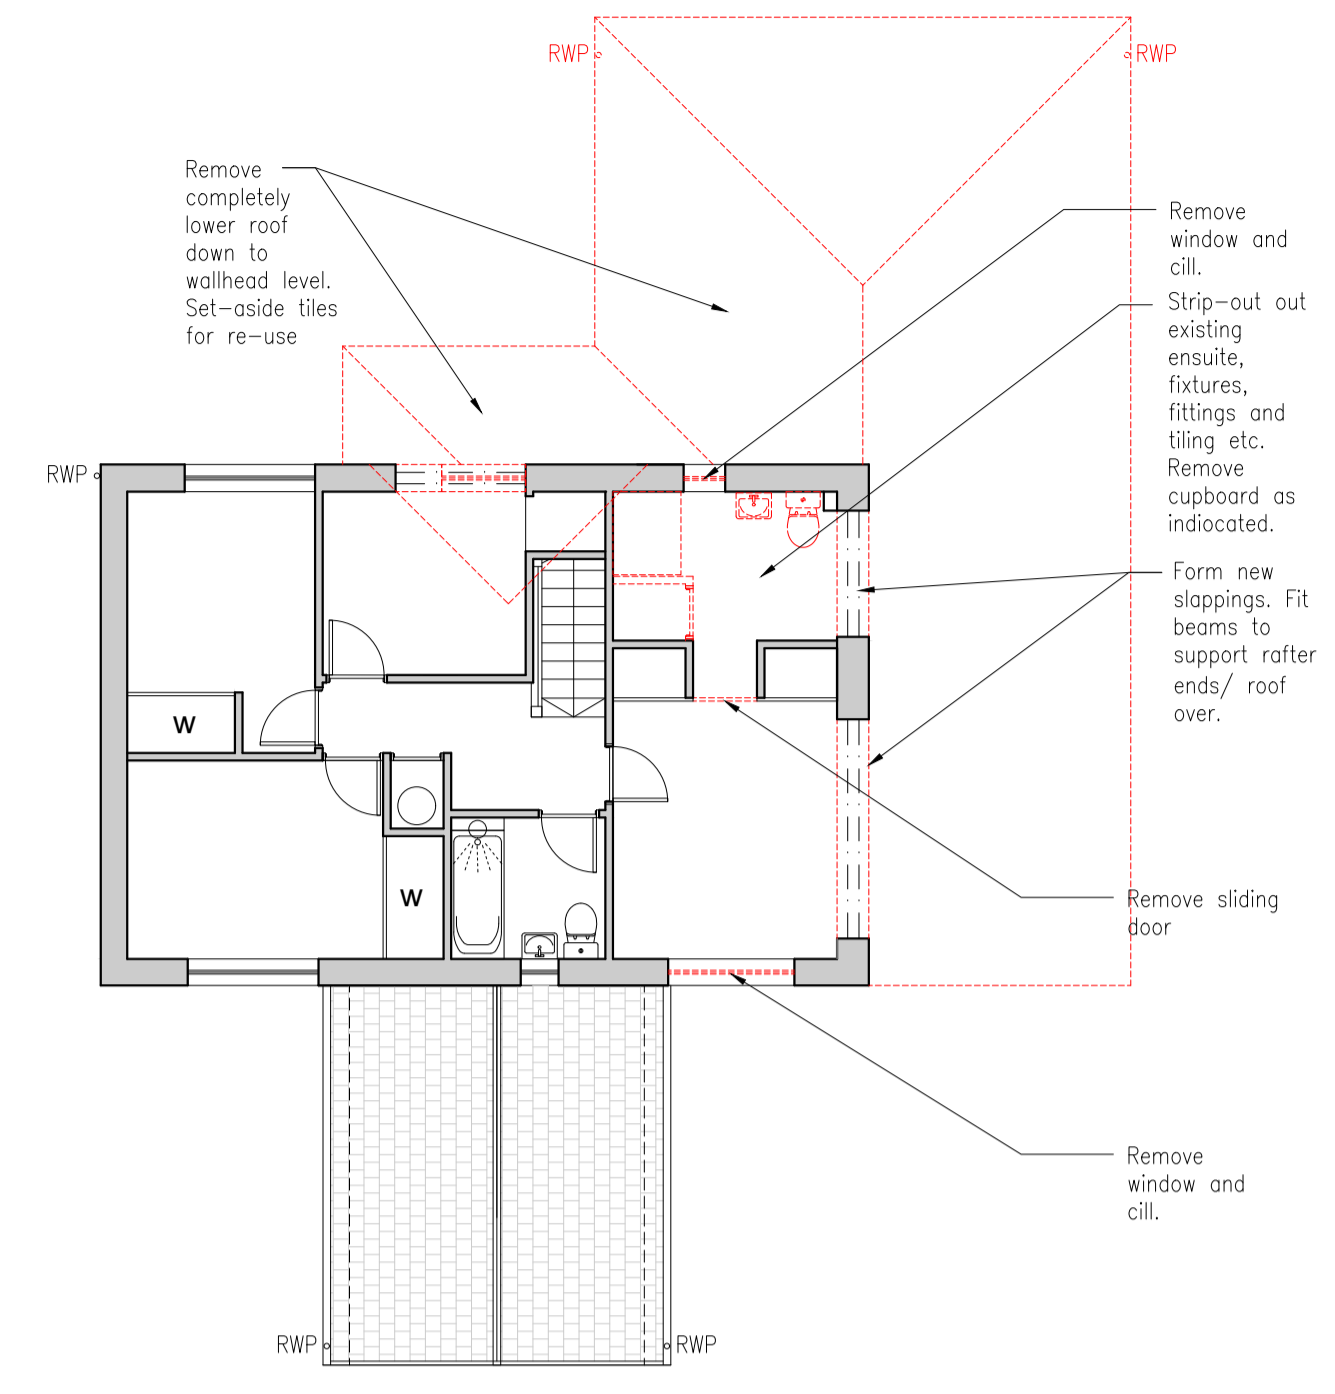 RWP
RWP
Remove
completely
lower roof
down to
wallhead level.
Set-aside tiles
for re-use
Remove
window and
cill.
Strip-out out
existing
ensuite,
fixtures,
fittings and
tiling etc.
Remove
cupboard as
indiocated.
RWP
Form new
slappings. Fit
beams to
support rafter
ends/ roof
over.
W
W
Remove sliding
door
Remove
window and
cill.
RWP
RWP